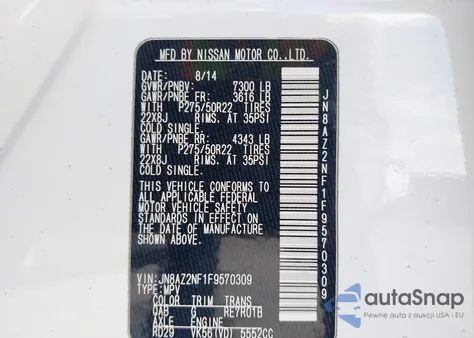 MFD BY NISSAN MOTOR CO.,LTD.
DATE: 8/14
GVWR/PNBV: 7300 LB
GAWR/PNBE FR: 3616 LB
WITH P275/50R22 TIRES
22X8J RIMS. AT 35PSI
COLD SINGLE.
GAWR/PNBE RR: 4343 LB
WITH P275/50R22 TIRES
22X8J RIMS. AT 35PSI
COLD SINGLE.
THIS VEHICLE CONFORMS TO
ALL APPLICABLE FEDERAL
MOTOR VEHICLE SAFETY
STANDARDS IN EFFECT ON
THE DATE OF MANUFACTURE
SHOWN ABOVE.
VIN:JN8AZ2NF1F9570309
TYPE:MPV
COLOR TRIM TRANS
QAB G RE7R01B
AXLE ENGINE
RD29 VK56(VD) 5552CC
JN8AZ2NF1F9570309
autoSnap
Pewne auta z USA i Europy